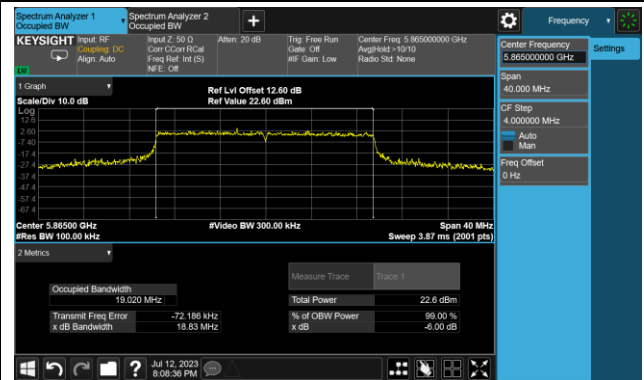 Spectrum Analyzer 1
Occupied BW
Spectrum Analyzer 2
Occupied BW
+
Frequency
KEYSIGHT
Input: RF
Coupling: DC
Align: Auto
Input Z: 50 Ω
Corr CCorr RCal
Freq Ref: Int (S)
NFE: Off
Atten: 20 dB
Trig: Free Run
Gate: Off
#IF Gain: Low
Center Freq: 5.865000000 GHz
Avg|Hold:>10/10
Radio Std: None
1 Graph
Scale/Div 10.0 dB
Ref Lvl Offset 12.60 dB
Ref Value 22.60 dBm
Log
12.6
2.60
-7.40
-17.4
-27.4
-37.4
-47.4
-57.4
-67.4
Center 5.86500 GHz
#Res BW 100.00 kHz
#Video BW 300.00 kHz
Span 40 MHz
Sweep 3.87 ms (2001 pts)
2 Metrics
Measure Trace
Trace 1
Occupied Bandwidth
19.020 MHz
Total Power
22.6 dBm
Transmit Freq Error
-72.186 kHz
% of OBW Power
99.00 %
x dB Bandwidth
18.83 MHz
x dB
-6.00 dB
Center Frequency
5.865000000 GHz
Settings
Span
40.000 MHz
CF Step
4.000000 MHz
Auto
Man
Freq Offset
0 Hz
?
Jul 12, 2023
8:08:36 PM